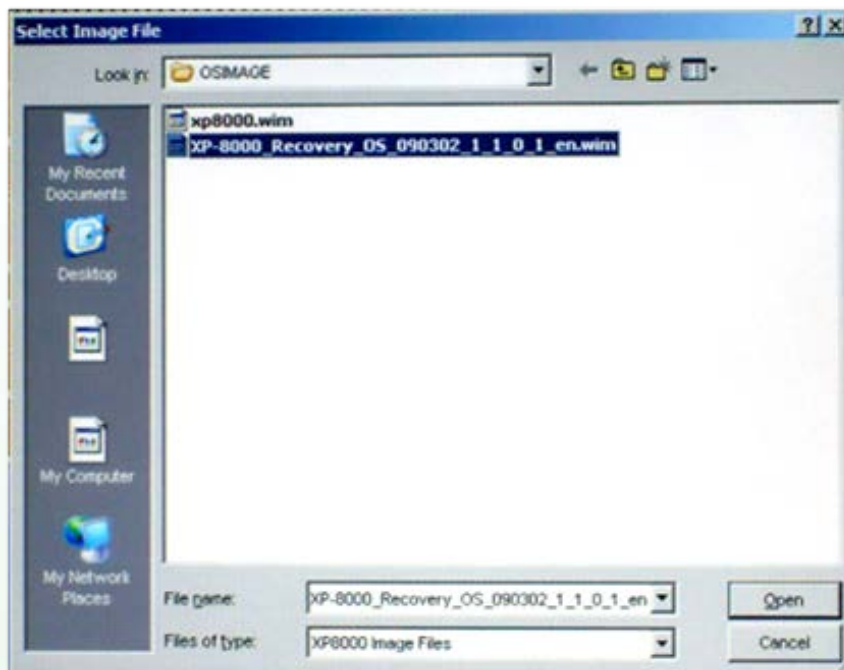 Select Image File
Look in:
OSIMAGE
xp8000.wim
XP-8000_Recovery_OS_090302_1_1_0_1_en.wim
My Recent
Documents
Desktop
My Computer
My Network
Places
File name:
XP-8000_Recovery_OS_090302_1_1_0_1_en
Open
Files of type:
XP8000 Image Files
Cancel